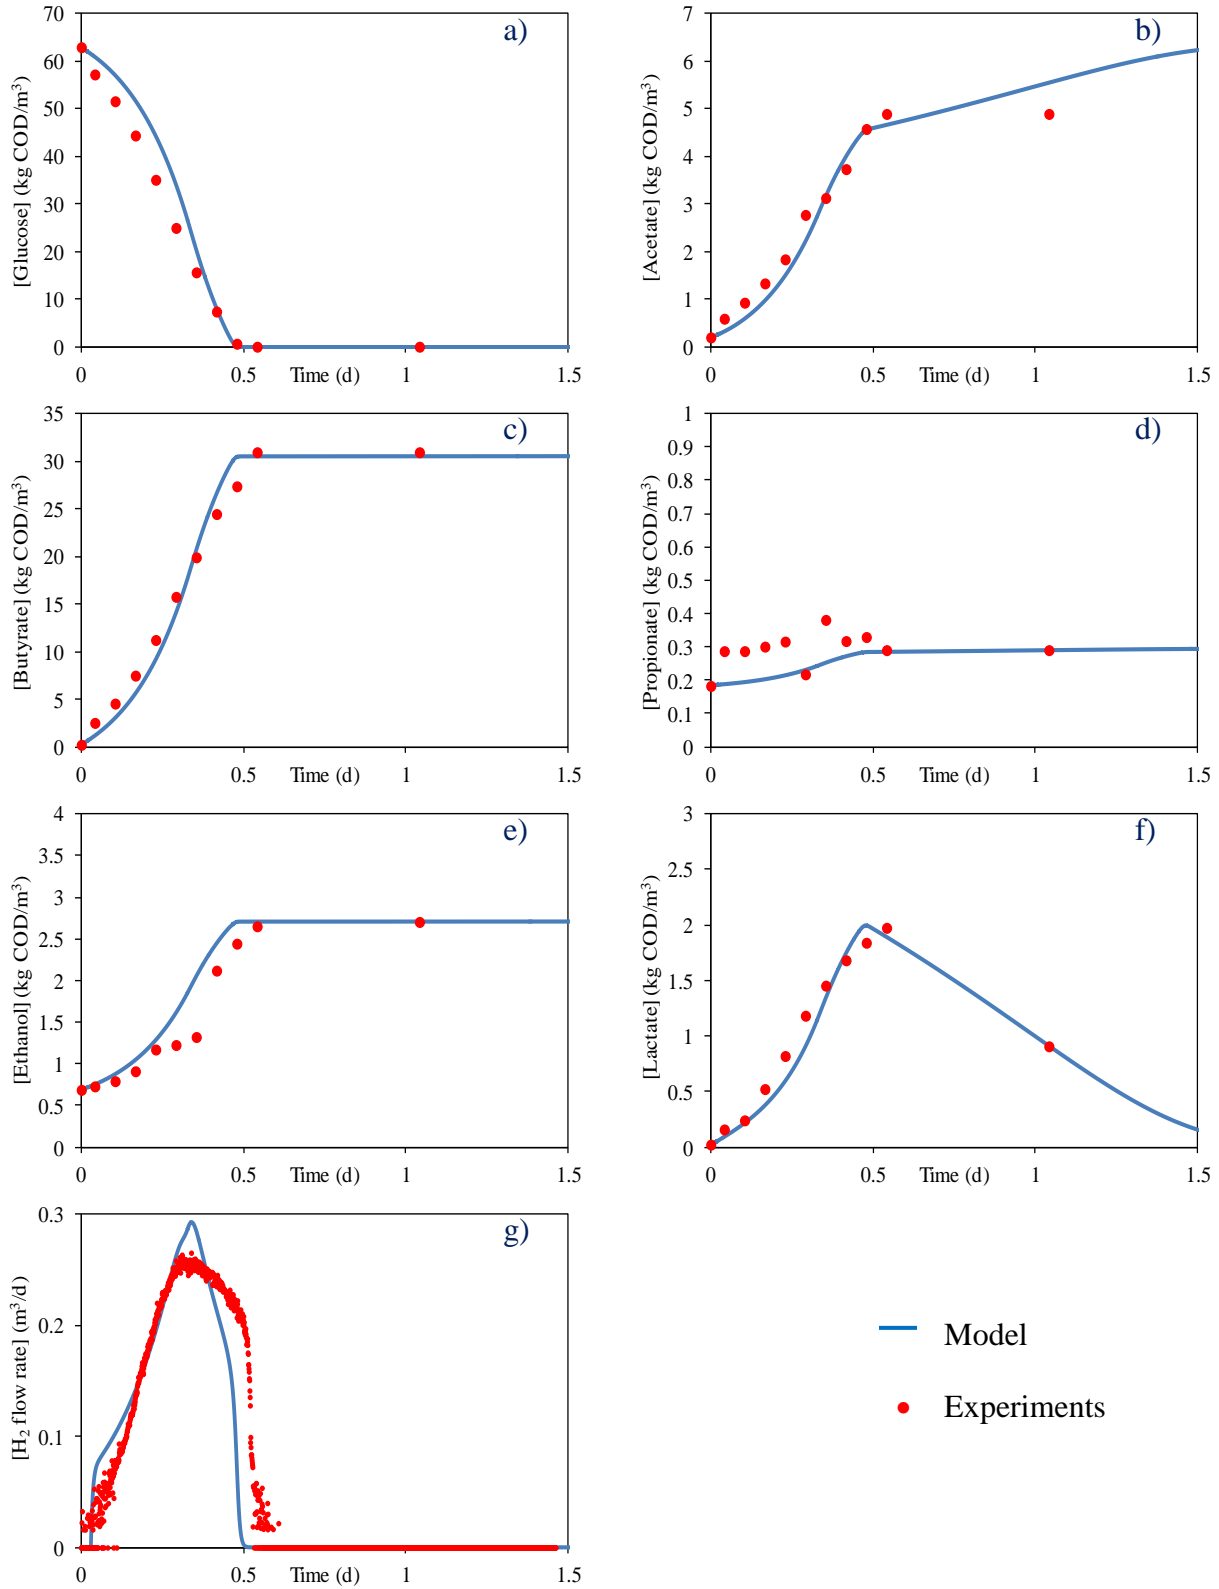 a)
[Glucose] (kg COD/m³)
70
60
50
40
30
20
10
0
0 0.5 Time (d) 1 1.5
b)
[Acetate] (kg COD/m³)
7
6
5
4
3
2
1
0
0 0.5 Time (d) 1 1.5
c)
[Butyrate] (kg COD/m³)
35
30
25
20
15
10
5
0
0 0.5 Time (d) 1 1.5
d)
[Propionate] (kg COD/m³)
1
0.9
0.8
0.7
0.6
0.5
0.4
0.3
0.2
0.1
0
0 0.5 Time (d) 1 1.5
e)
[Ethanol] (kg COD/m³)
4
3.5
3
2.5
2
1.5
1
0.5
0
0 0.5 Time (d) 1 1.5
f)
[Lactate] (kg COD/m³)
3
2.5
2
1.5
1
0.5
0
0 0.5 Time (d) 1 1.5
g)
[H₂ flow rate] (m³/d)
0.3
0.2
0.1
0
0 0.5 Time (d) 1 1.5
Model
Experiments